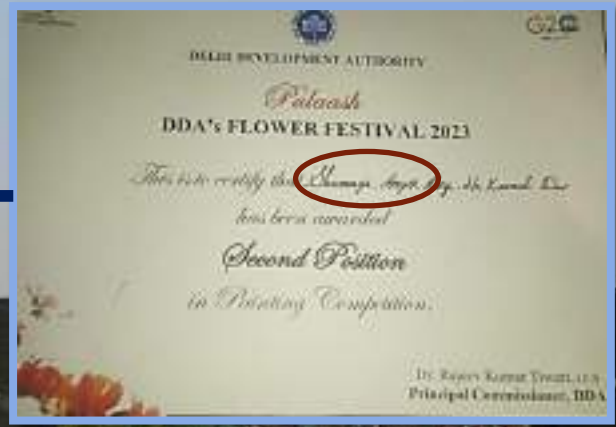 G20
DELHI DEVELOPMENT AUTHORITY
Palaash
DDA's FLOWER FESTIVAL 2023
This is to certify that
has been awarded
Second Position
in Painting Competition.
Dr. Rajeev Kumar Tiwari,
Principal Commissioner, DDA